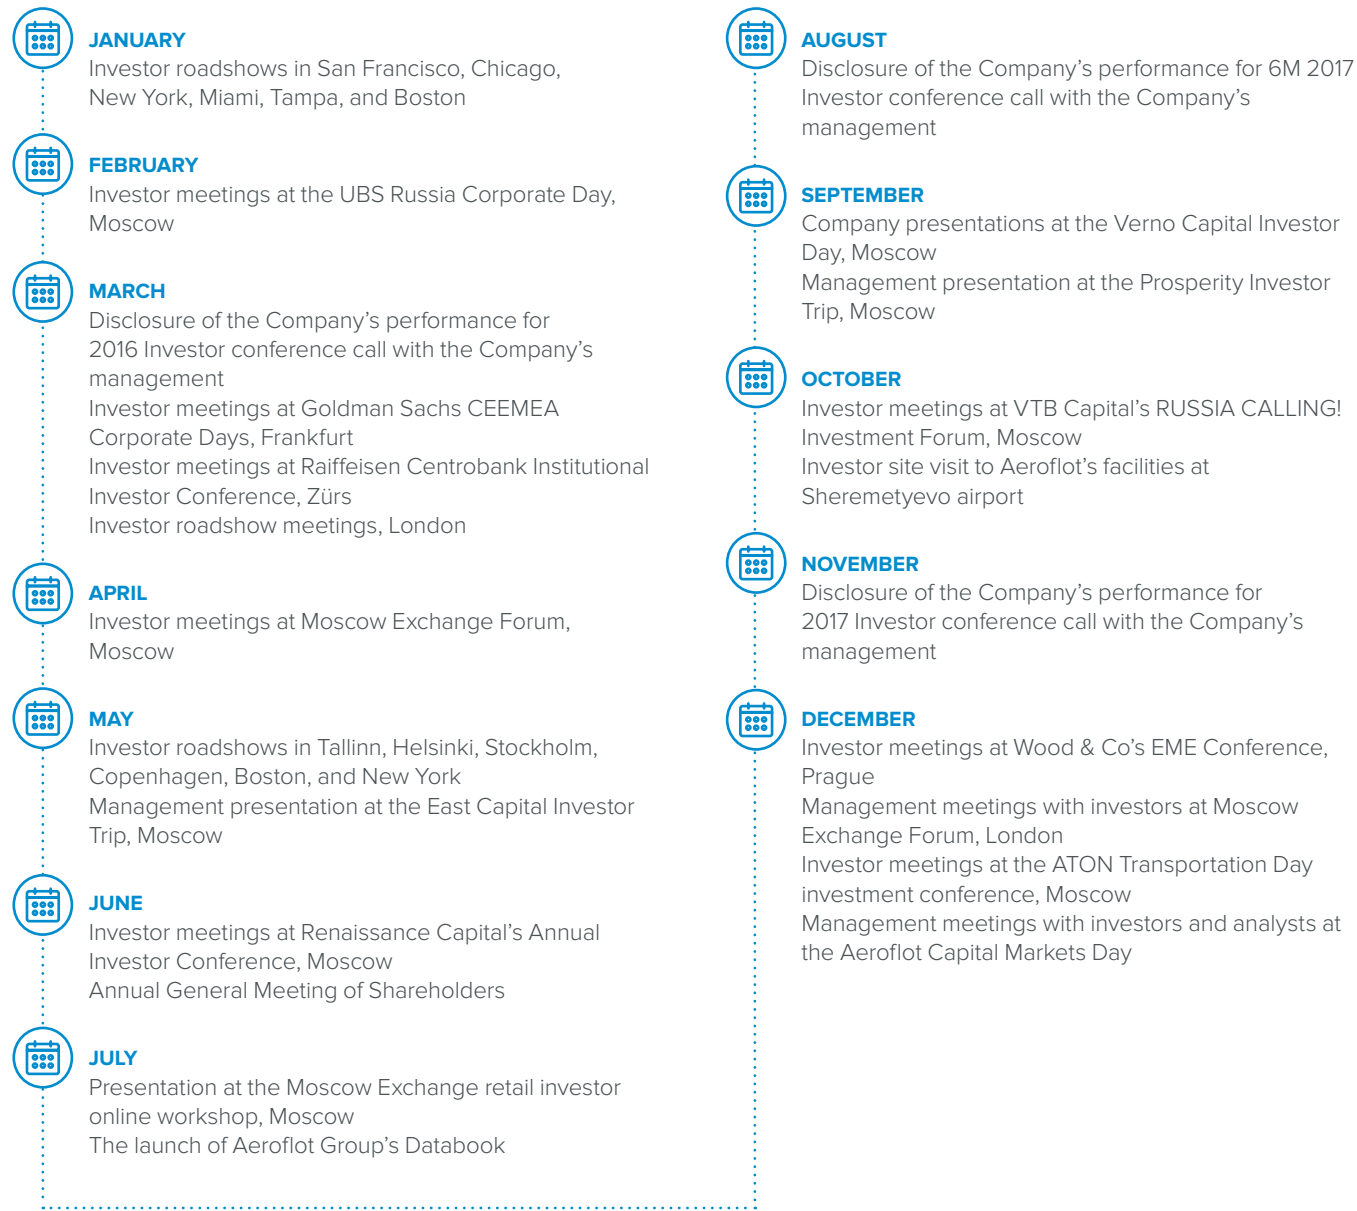 JANUARY
Investor roadshows in San Francisco, Chicago,
New York, Miami, Tampa, and Boston
FEBRUARY
Investor meetings at the UBS Russia Corporate Day,
Moscow
MARCH
Disclosure of the Company’s performance for
2016 Investor conference call with the Company’s
management
Investor meetings at Goldman Sachs CEEMEA
Corporate Days, Frankfurt
Investor meetings at Raiffeisen Centrobank Institutional
Investor Conference, Zürs
Investor roadshow meetings, London
APRIL
Investor meetings at Moscow Exchange Forum,
Moscow
MAY
Investor roadshows in Tallinn, Helsinki, Stockholm,
Copenhagen, Boston, and New York
Management presentation at the East Capital Investor
Trip, Moscow
JUNE
Investor meetings at Renaissance Capital’s Annual
Investor Conference, Moscow
Annual General Meeting of Shareholders
JULY
Presentation at the Moscow Exchange retail investor
online workshop, Moscow
The launch of Aeroflot Group’s Databook
AUGUST
Disclosure of the Company’s performance for 6M 2017
Investor conference call with the Company’s
management
SEPTEMBER
Company presentations at the Verno Capital Investor
Day, Moscow
Management presentation at the Prosperity Investor
Trip, Moscow
OCTOBER
Investor meetings at VTB Capital’s RUSSIA CALLING!
Investment Forum, Moscow
Investor site visit to Aeroflot’s facilities at
Sheremetyevo airport
NOVEMBER
Disclosure of the Company’s performance for
2017 Investor conference call with the Company’s
management
DECEMBER
Investor meetings at Wood & Co’s EME Conference,
Prague
Management meetings with investors at Moscow
Exchange Forum, London
Investor meetings at the ATON Transportation Day
investment conference, Moscow
Management meetings with investors and analysts at
the Aeroflot Capital Markets Day